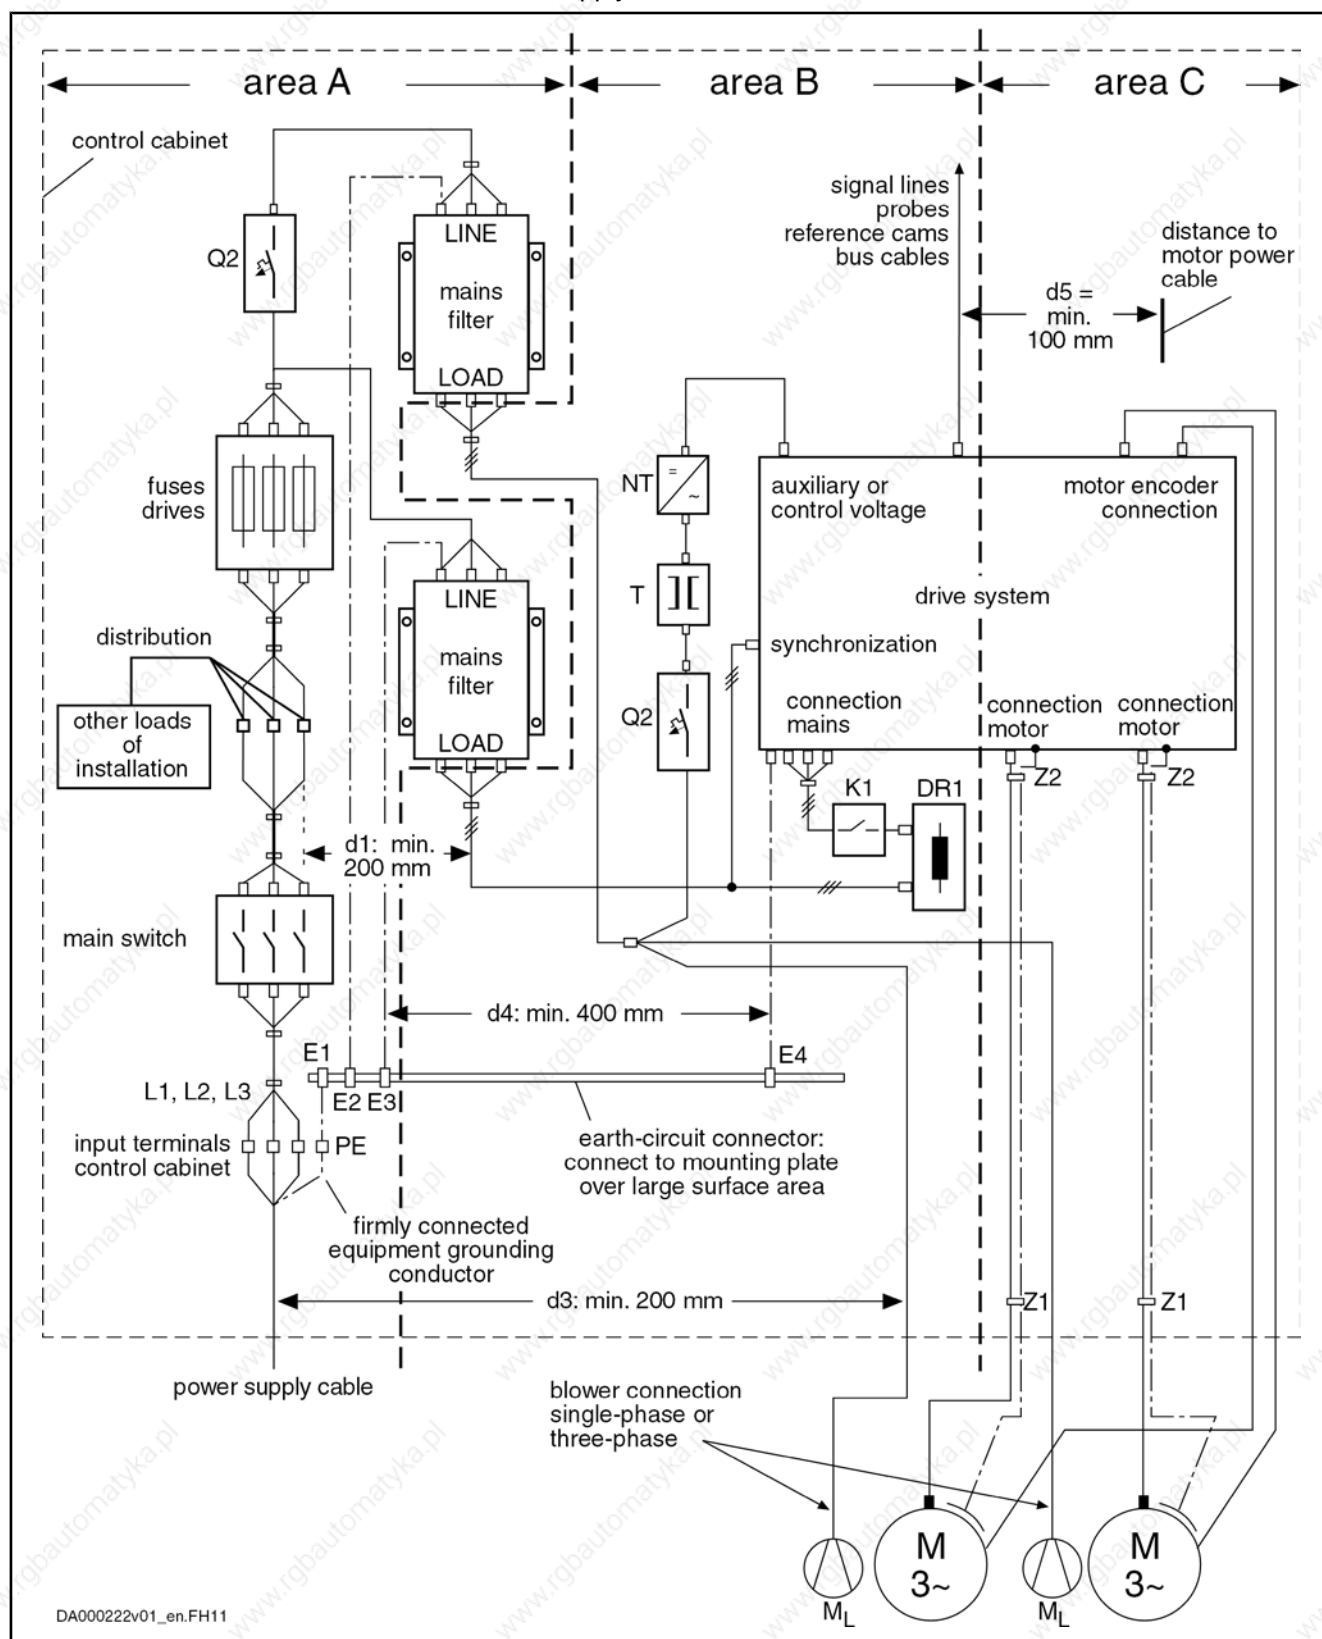 area A
area B
area C
control cabinet
signal lines
probes
reference cams
bus cables
distance to
motor power
cable
d5 =
min.
100 mm
Q2
LINE
mains
filter
LOAD
fuses
drives
NT
=
~
auxiliary or
control voltage
motor encoder
connection
T
drive system
LINE
mains
filter
LOAD
distribution
synchronization
other loads
of
installation
Q2
connection
mains
connection
motor
connection
motor
Z2
Z2
K1
DR1
d1: min.
200 mm
main switch
d4: min. 400 mm
E1
E4
E2 E3
L1, L2, L3
input terminals
control cabinet
PE
earth-circuit connector:
connect to mounting plate
over large surface area
firmly connected
equipment grounding
conductor
d3: min. 200 mm
Z1
Z1
power supply cable
blower connection
single-phase or
three-phase
M
3~
M
3~
ML
ML
DA000222v01_en.FH11
www.rgbautomatyka.pl